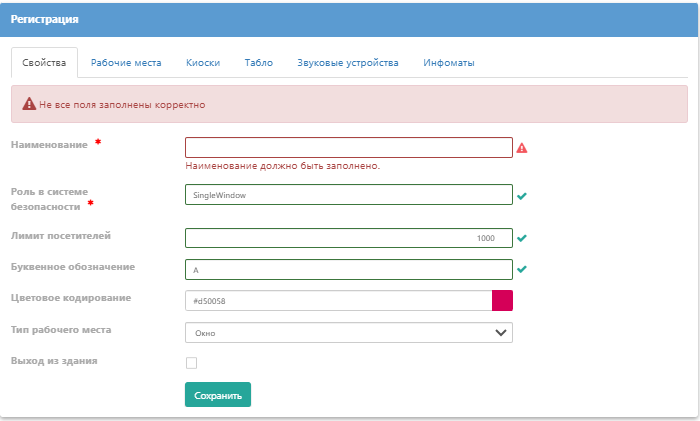 Регистрация
Свойства Рабочие места Киоски Табло Звуковые устройства Инфоматы
Не все поля заполнены корректно
Наименование *
Наименование должно быть заполнено.
Роль в системе
безопасности *
SingleWindow
Лимит посетителей
1000
Буквенное обозначение
A
Цветовое кодирование
#d50058
Тип рабочего места
Окно
Выход из здания
Сохранить